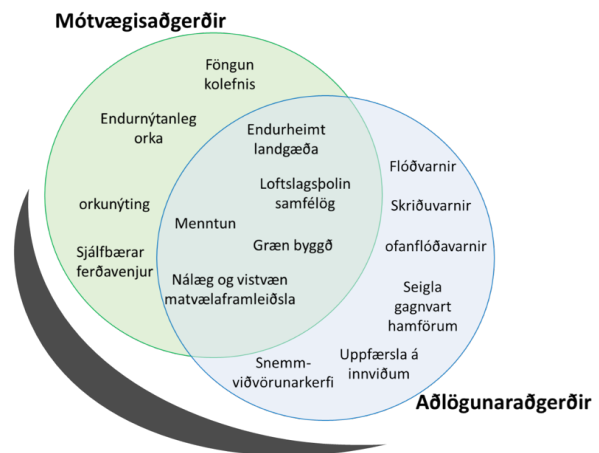 Mótvægisaðgerðir
Föngun
kolefnis
Endurnýtanleg
orka
orkunýting
Sjálfbærar
ferðavenjur
Endurheimt
landgæða
Loftslagsþolin
samfélög
Menntun
Græn byggð
Nálæg og vistvæn
matvælaframleiðsla
Flóðvarnir
Skriðuvarnir
ofanflóðavarnir
Seigla
gagnvart
hamförum
Uppfærsla á
innviðum
Snemm-
viðvörunarkerfi
Aðlögunaraðgerðir